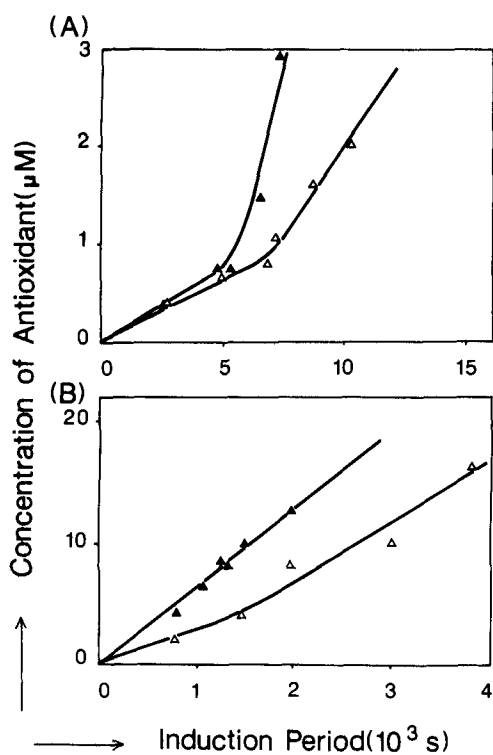 (A)
3
2
1
0
0 5 10 15
(B)
20
10
0
0 1 2 3 4
Concentration of Antioxidant(μM)
Induction Period(10³ s)